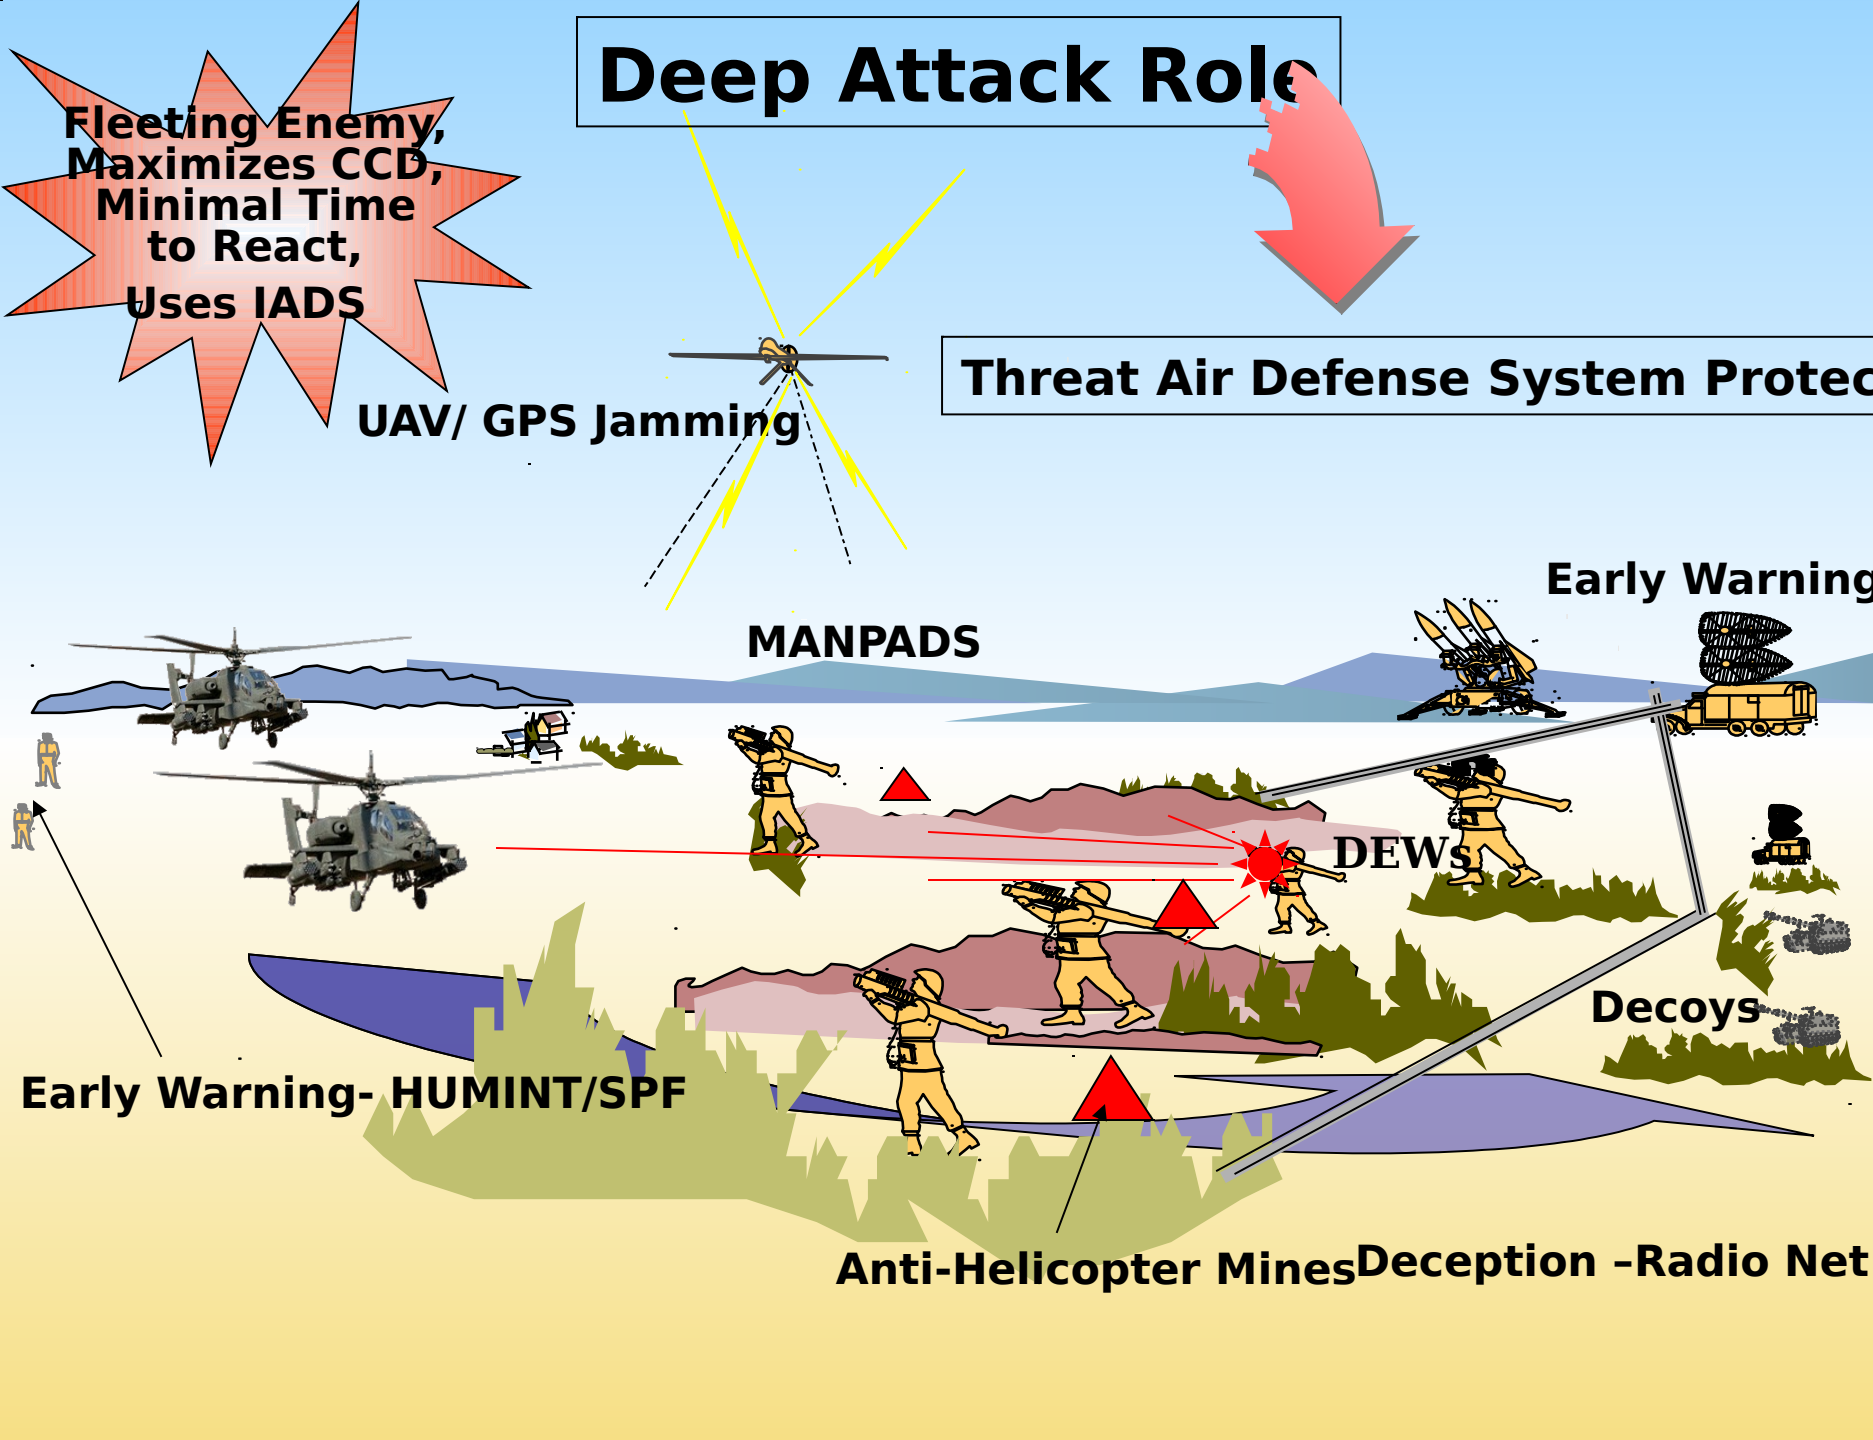 Deep Attack Role
Fleeting Enemy,
Maximizes CCD,
Minimal Time
to React,
Uses IADS
Threat Air Defense System Protec
UAV/ GPS Jamming
Early Warning
MANPADS
DEWs
Decoys
Early Warning- HUMINT/SPF
Anti-Helicopter Mines
Deception –Radio Net